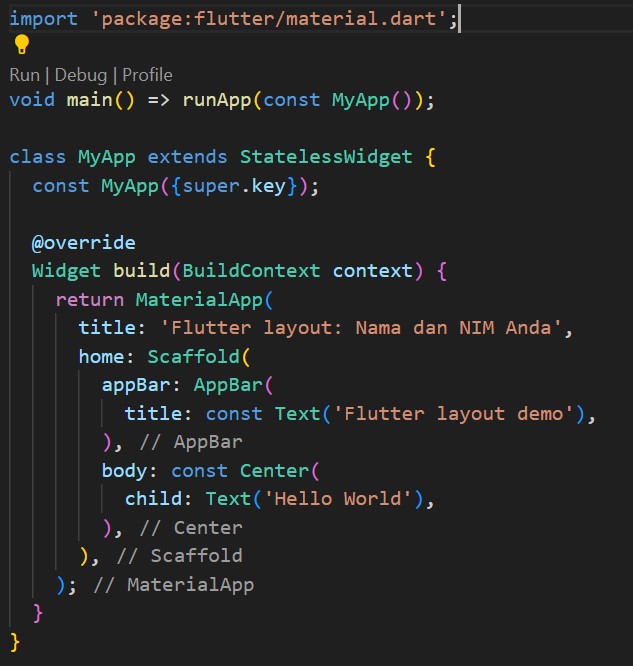 import 'package:flutter/material.dart';
Run | Debug | Profile
void main() => runApp(const MyApp());
class MyApp extends StatelessWidget {
const MyApp({super.key});
@override
Widget build(BuildContext context) {
return MaterialApp(
title: 'Flutter layout: Nama dan NIM Anda',
home: Scaffold(
appBar: AppBar(
title: const Text('Flutter layout demo'),
), // AppBar
body: const Center(
child: Text('Hello World'),
), // Center
), // Scaffold
); // MaterialApp
}
}